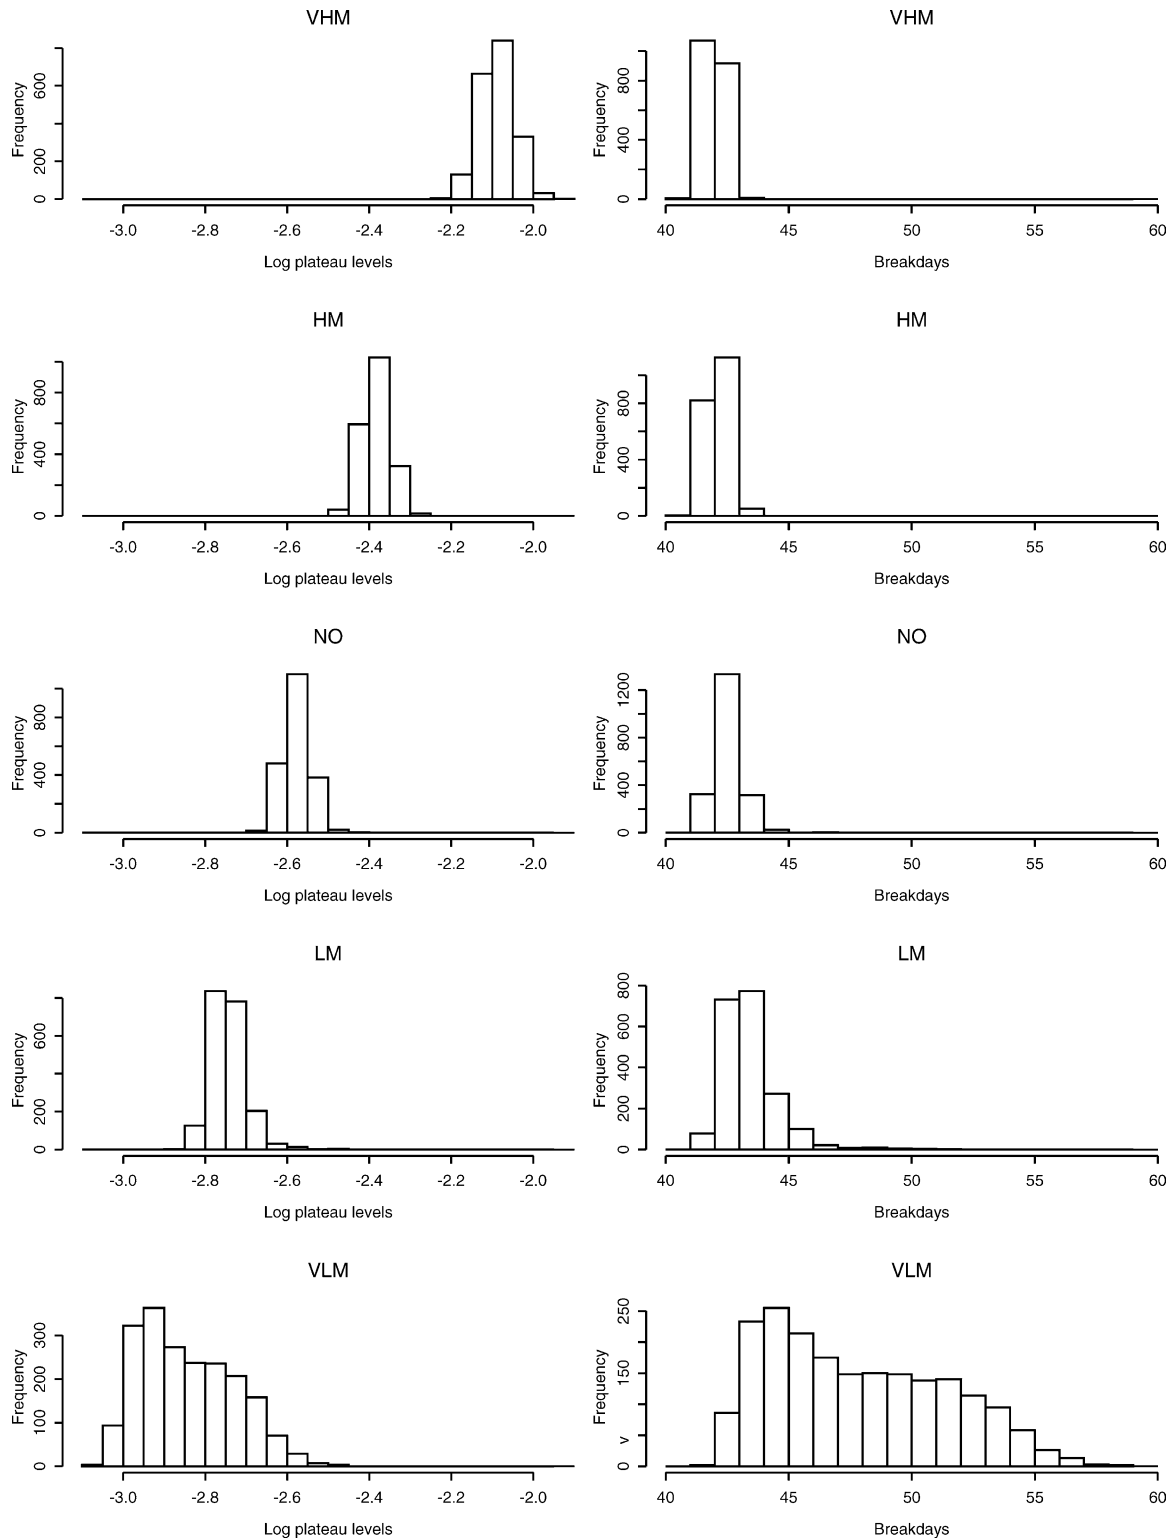 VHM
Frequency
0 200 600
-3.0 -2.8 -2.6 -2.4 -2.2 -2.0
Log plateau levels
VHM
Frequency
0 400 800
40 45 50 55 60
Breakdays
HM
Frequency
0 400 800
-3.0 -2.8 -2.6 -2.4 -2.2 -2.0
Log plateau levels
HM
Frequency
0 400 800
40 45 50 55 60
Breakdays
NO
Frequency
0 400 800
-3.0 -2.8 -2.6 -2.4 -2.2 -2.0
Log plateau levels
NO
Frequency
0 400 800 1200
40 45 50 55 60
Breakdays
LM
Frequency
0 200 600
-3.0 -2.8 -2.6 -2.4 -2.2 -2.0
Log plateau levels
LM
Frequency
0 200 400 600 800
40 45 50 55 60
Breakdays
VLM
Frequency
0 100 200 300
-3.0 -2.8 -2.6 -2.4 -2.2 -2.0
Log plateau levels
VLM
Frequency
0 v 150 250
40 45 50 55 60
Breakdays